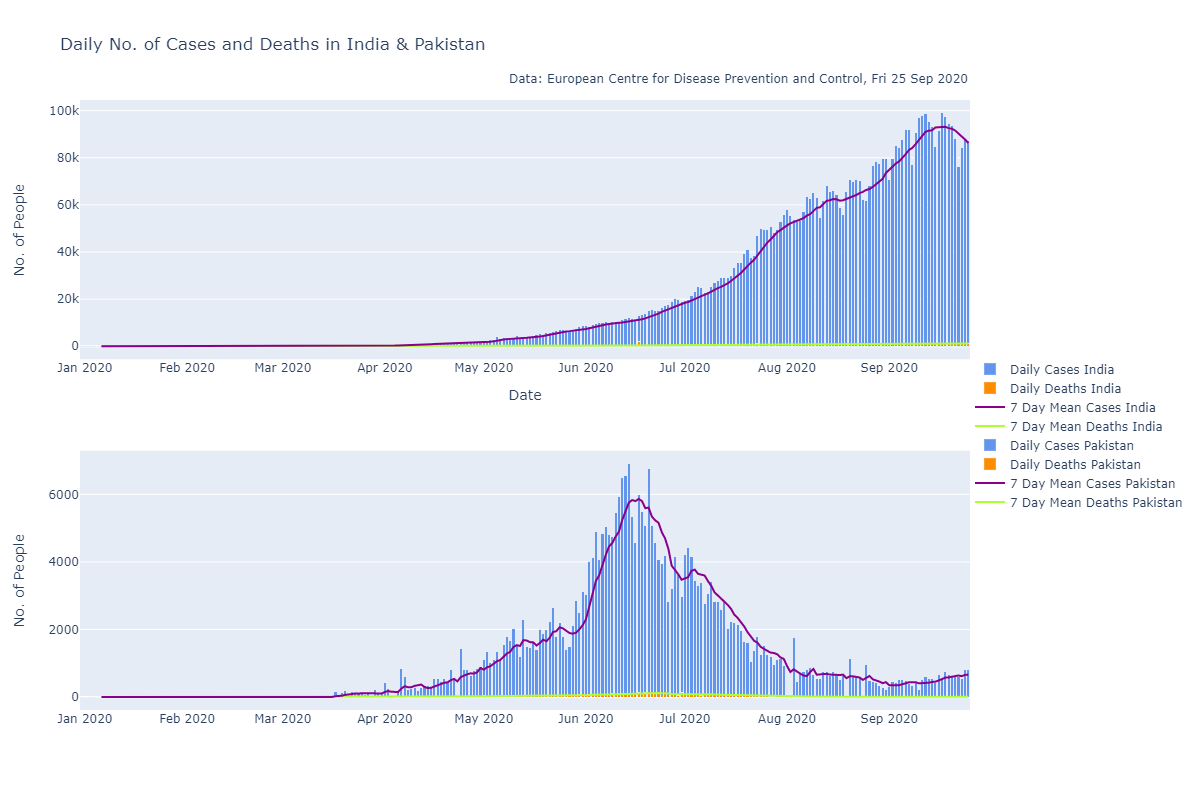 Daily No. of Cases and Deaths in India & Pakistan
Data: European Centre for Disease Prevention and Control, Fri 25 Sep 2020
No. of People
100k
80k
60k
40k
20k
0
Jan 2020 Feb 2020 Mar 2020 Apr 2020 May 2020 Jun 2020 Jul 2020 Aug 2020 Sep 2020
Date
Daily Cases India
Daily Deaths India
7 Day Mean Cases India
7 Day Mean Deaths India
Daily Cases Pakistan
Daily Deaths Pakistan
7 Day Mean Cases Pakistan
7 Day Mean Deaths Pakistan
No. of People
6000
4000
2000
0
Jan 2020 Feb 2020 Mar 2020 Apr 2020 May 2020 Jun 2020 Jul 2020 Aug 2020 Sep 2020